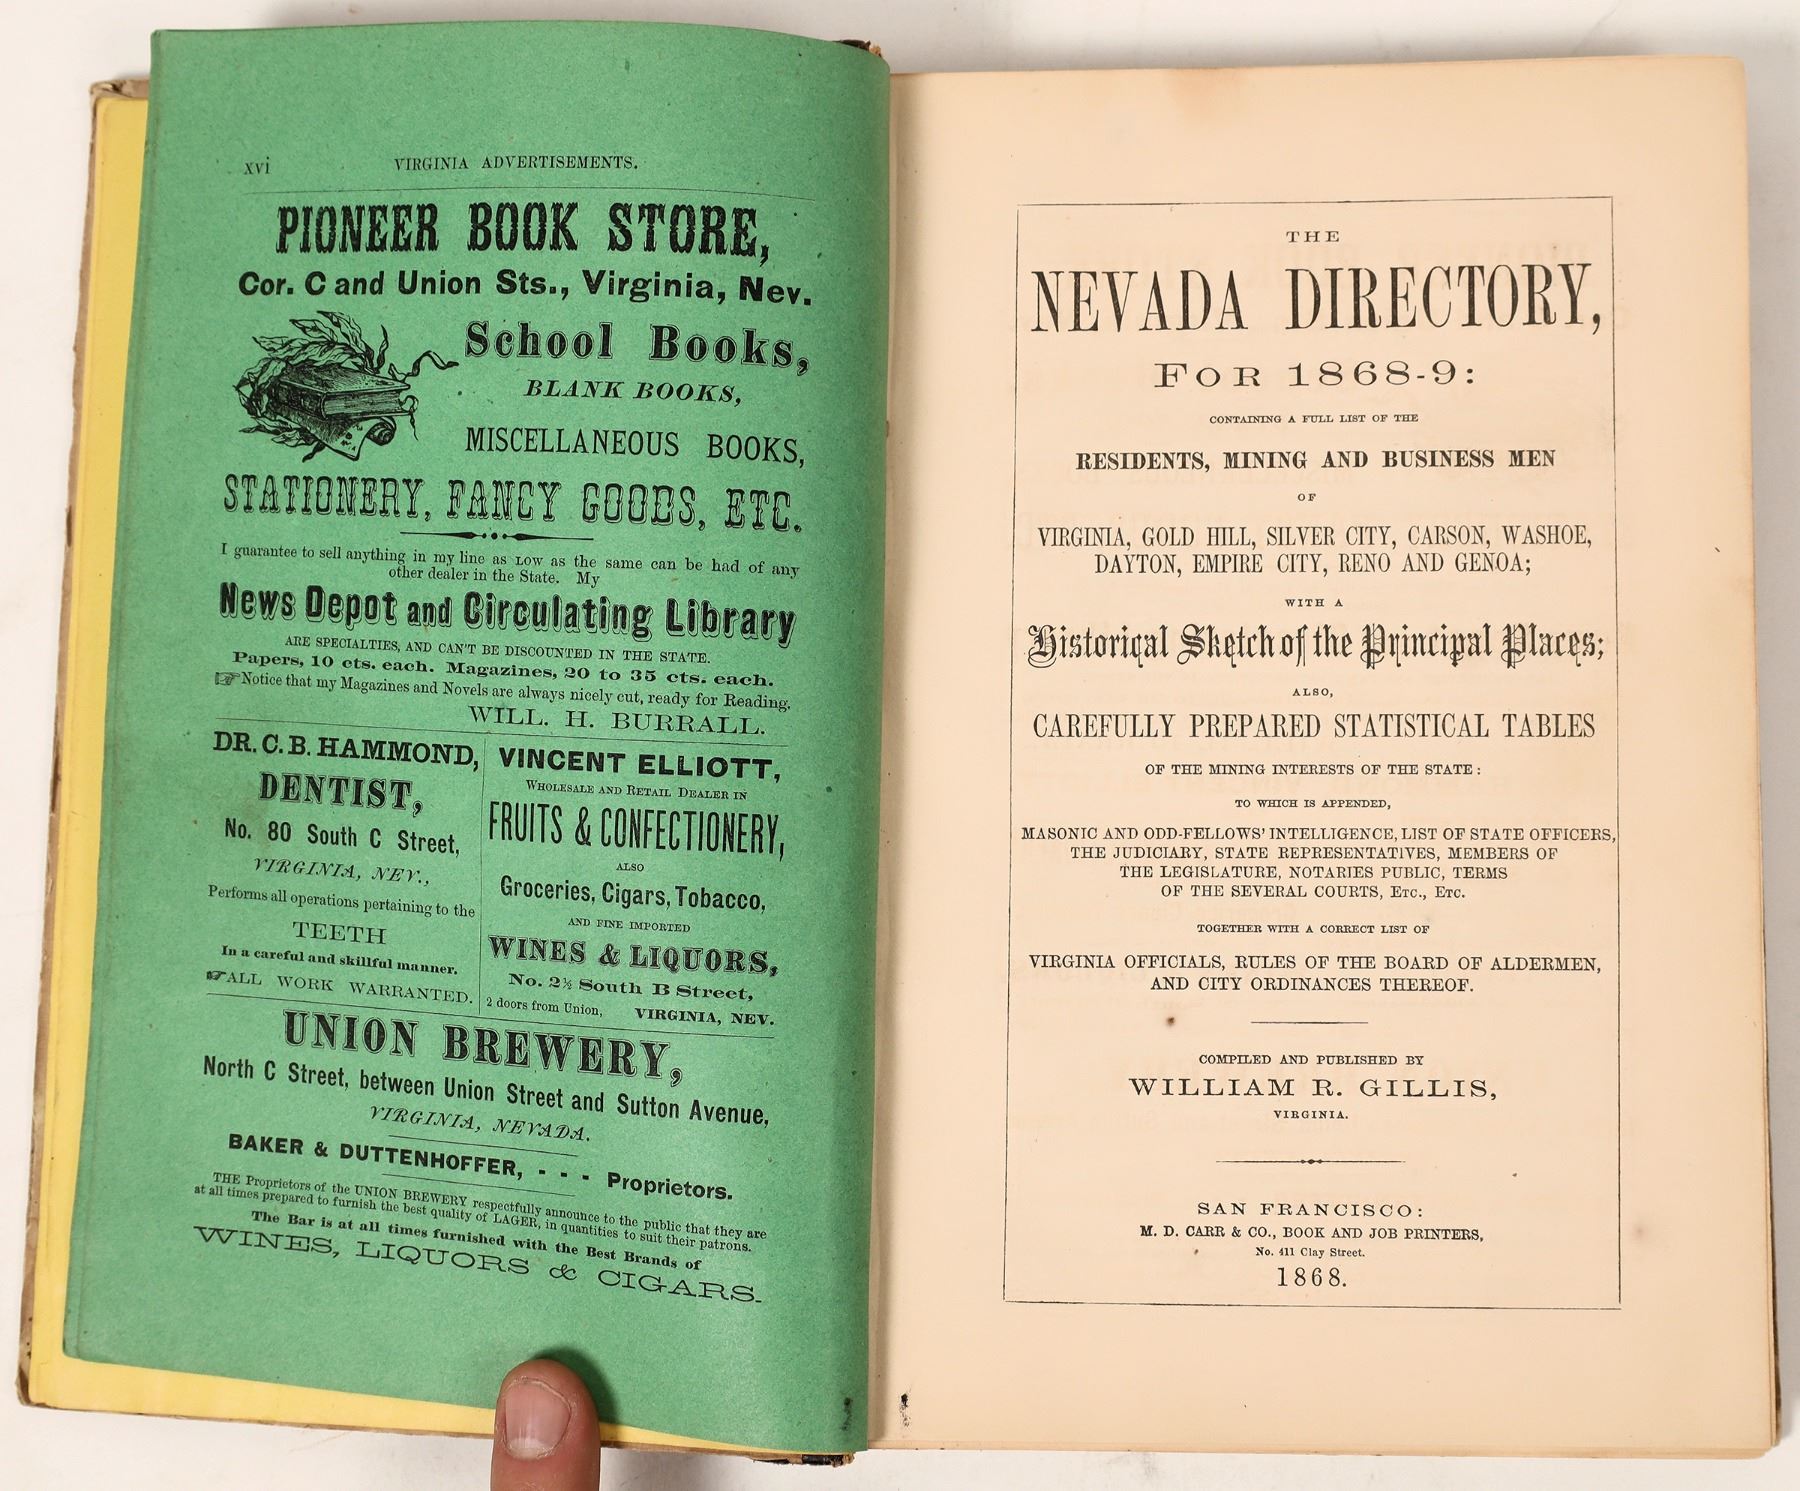 xvi VIRGINIA ADVERTISEMENTS.
PIONEER BOOK STORE,
Cor. C and Union Sts., Virginia, Nev.
School Books,
BLANK BOOKS,
MISCELLANEOUS BOOKS,
STATIONERY, FANCY GOODS, ETC.
I guarantee to sell anything in my line as LOW as the same can be had of any
other dealer in the State. My
News Depot and Circulating Library
ARE SPECIALTIES, AND CAN'T BE DISCOUNTED IN THE STATE.
Papers, 10 cts. each. Magazines, 20 to 35 cts. each.
☞Notice that my Magazines and Novels are always nicely cut, ready for Reading.
WILL. H. BURRALL.
DR. C. B. HAMMOND,
DENTIST,
No. 80 South C Street,
VIRGINIA, NEV.,
Performs all operations pertaining to the
TEETH
In a careful and skillful manner.
☞ALL WORK WARRANTED.
VINCENT ELLIOTT,
WHOLESALE AND RETAIL DEALER IN
FRUITS & CONFECTIONERY,
ALSO
Groceries, Cigars, Tobacco,
AND FINE IMPORTED
WINES & LIQUORS,
No. 2½ South B Street,
2 doors from Union, VIRGINIA, NEV.
UNION BREWERY,
North C Street, between Union Street and Sutton Avenue,
VIRGINIA, NEVADA.
BAKER & DUTTENHOFFER, - - - Proprietors.
THE Proprietors of the UNION BREWERY respectfully announce to the public that they are
at all times prepared to furnish the best quality of LAGER, in quantities to suit their patrons.
The Bar is at all times furnished with the Best Brands of
WINES, LIQUORS & CIGARS.
THE
NEVADA DIRECTORY,
FOR 1868-9:
CONTAINING A FULL LIST OF THE
RESIDENTS, MINING AND BUSINESS MEN
OF
VIRGINIA, GOLD HILL, SILVER CITY, CARSON, WASHOE,
DAYTON, EMPIRE CITY, RENO AND GENOA;
WITH A
Historical Sketch of the Principal Places;
ALSO,
CAREFULLY PREPARED STATISTICAL TABLES
OF THE MINING INTERESTS OF THE STATE:
TO WHICH IS APPENDED,
MASONIC AND ODD-FELLOWS' INTELLIGENCE, LIST OF STATE OFFICERS,
THE JUDICIARY, STATE REPRESENTATIVES, MEMBERS OF
THE LEGISLATURE, NOTARIES PUBLIC, TERMS
OF THE SEVERAL COURTS, ETC., ETC.
TOGETHER WITH A CORRECT LIST OF
VIRGINIA OFFICIALS, RULES OF THE BOARD OF ALDERMEN,
AND CITY ORDINANCES THEREOF.
COMPILED AND PUBLISHED BY
WILLIAM R. GILLIS,
VIRGINIA.
SAN FRANCISCO:
M. D. CARR & CO., BOOK AND JOB PRINTERS,
No. 411 Clay Street.
1868.